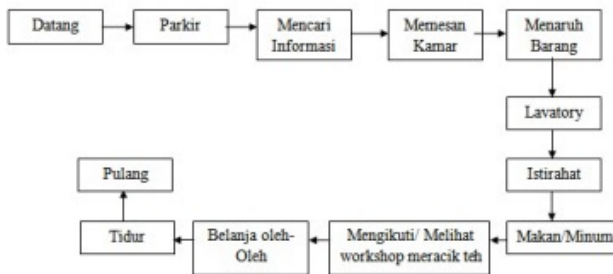 Datang
Parkir
Mencari
Informasi
Memesan
Kamar
Menaruh
Barang
Lavatory
Istirahat
Makan/Minum
Mengikuti/ Melihat
workshop meracik teh
Belanja oleh-
Oleh
Tidur
Pulang